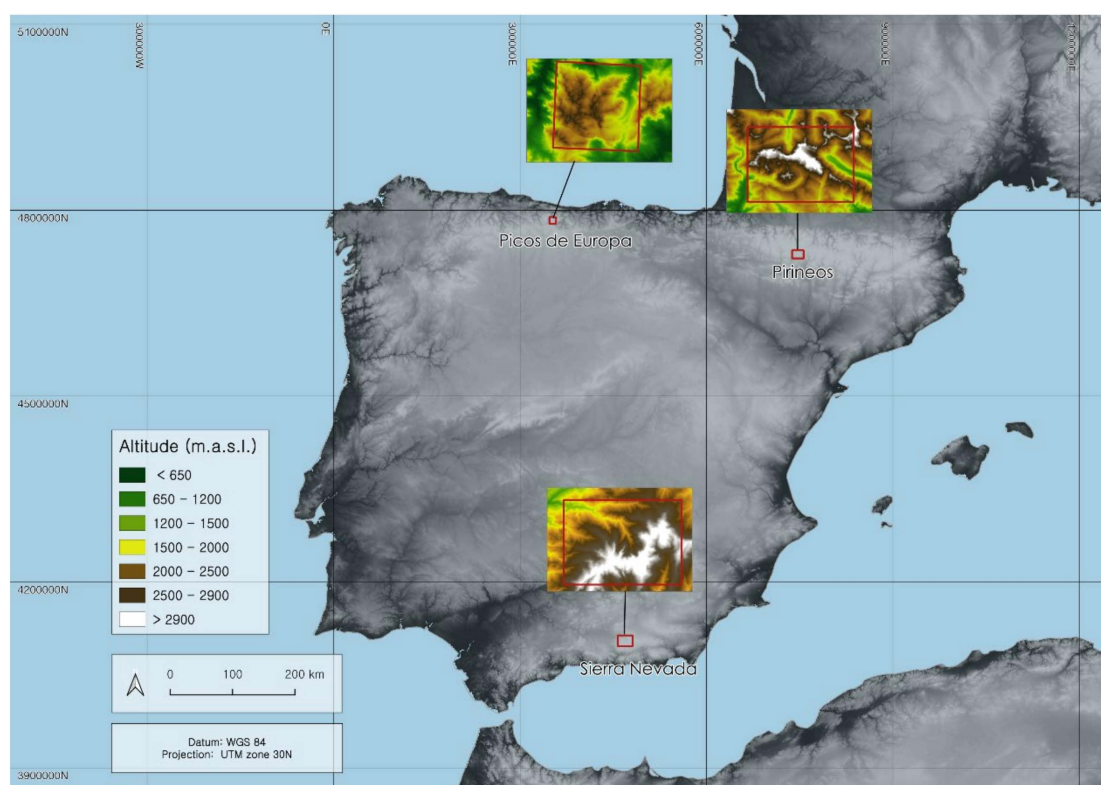 5100000N
300000W
0E
300000E
600000E
900000E
1200000E
4800000N
Picos de Europa
Pirineos
4500000N
Altitude (m.a.s.l.)
< 650
650 - 1200
1200 - 1500
1500 - 2000
2000 - 2500
2500 - 2900
> 2900
4200000N
Sierra Nevada
0 100 200 km
Datum: WGS 84
Projection: UTM zone 30N
3900000N